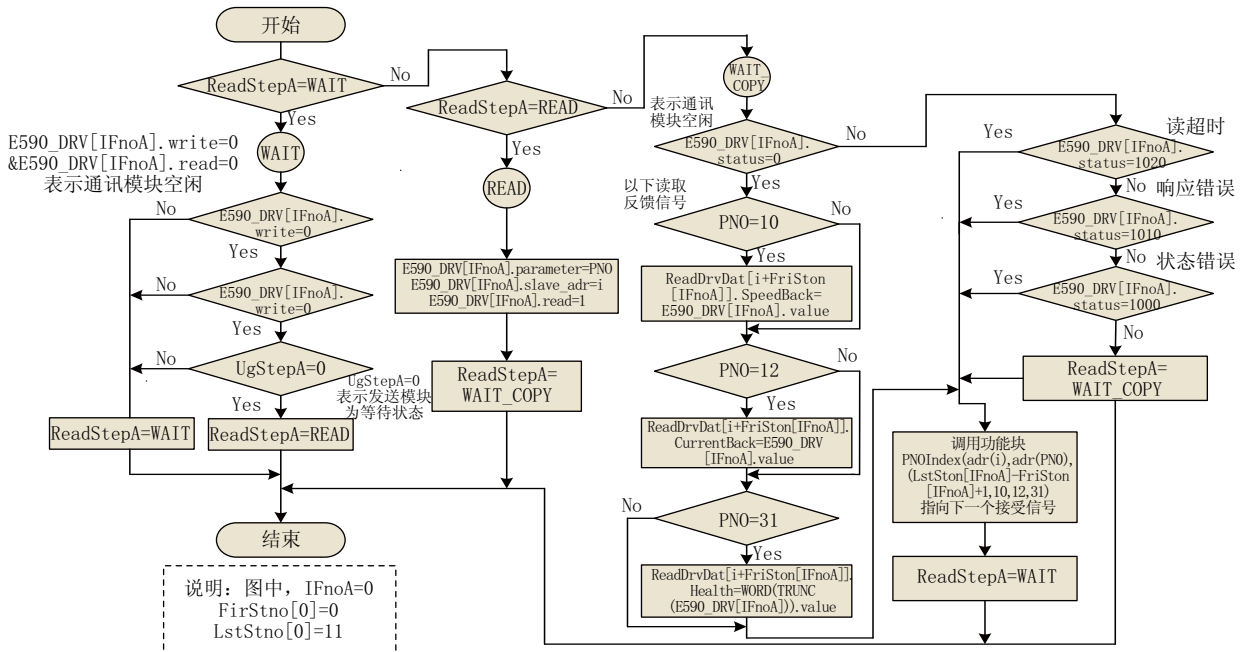 开始
ReadStepA=WAIT
No
Yes
E590_DRV[IFnoA].write=0
&E590_DRV[IFnoA].read=0
表示通讯模块空闲
WAIT
E590_DRV[IFnoA].
write=0
No
Yes
E590_DRV[IFnoA].
write=0
No
Yes
UgStepA=0
No
Yes
UgStepA=0
表示发送模块
为等待状态
ReadStepA=WAIT
ReadStepA=READ
结束
说明：图中，IFnoA=0
FirStno[0]=0
LstStno[0]=11
ReadStepA=READ
No
Yes
READ
E590_DRV[IFnoA].parameter=PNO
E590_DRV[IFnoA].slave_adr=i
E590_DRV[IFnoA].read=1
ReadStepA=
WAIT_COPY
WAIT_
COPY
表示通讯
模块空闲
E590_DRV[IFnoA].
status=0
No
Yes
以下读取
反馈信号
PNO=10
No
Yes
ReadDrvDat[i+FriSton
[IFnoA]].SpeedBack=
E590_DRV[IFnoA].value
PNO=12
No
Yes
ReadDrvDat[i+FriSton[IFnoA]].
CurrentBack=E590_DRV
[IFnoA].value
PNO=31
No
Yes
ReadDrvDat[i+FriSton[IFnoA]].
Health=WORD(TRUNC
(E590_DRV[IFnoA])).value
读超时
Yes
E590_DRV[IFnoA].
status=1020
No
响应错误
Yes
E590_DRV[IFnoA].
status=1010
No
状态错误
Yes
E590_DRV[IFnoA].
status=1000
No
ReadStepA=
WAIT_COPY
调用功能块
PNOIndex(adr(i),adr(PNO),
(LstSton[IFnoA]-FriSton
[IFnoA]+1,10,12,31)
指向下一个接受信号
ReadStepA=WAIT